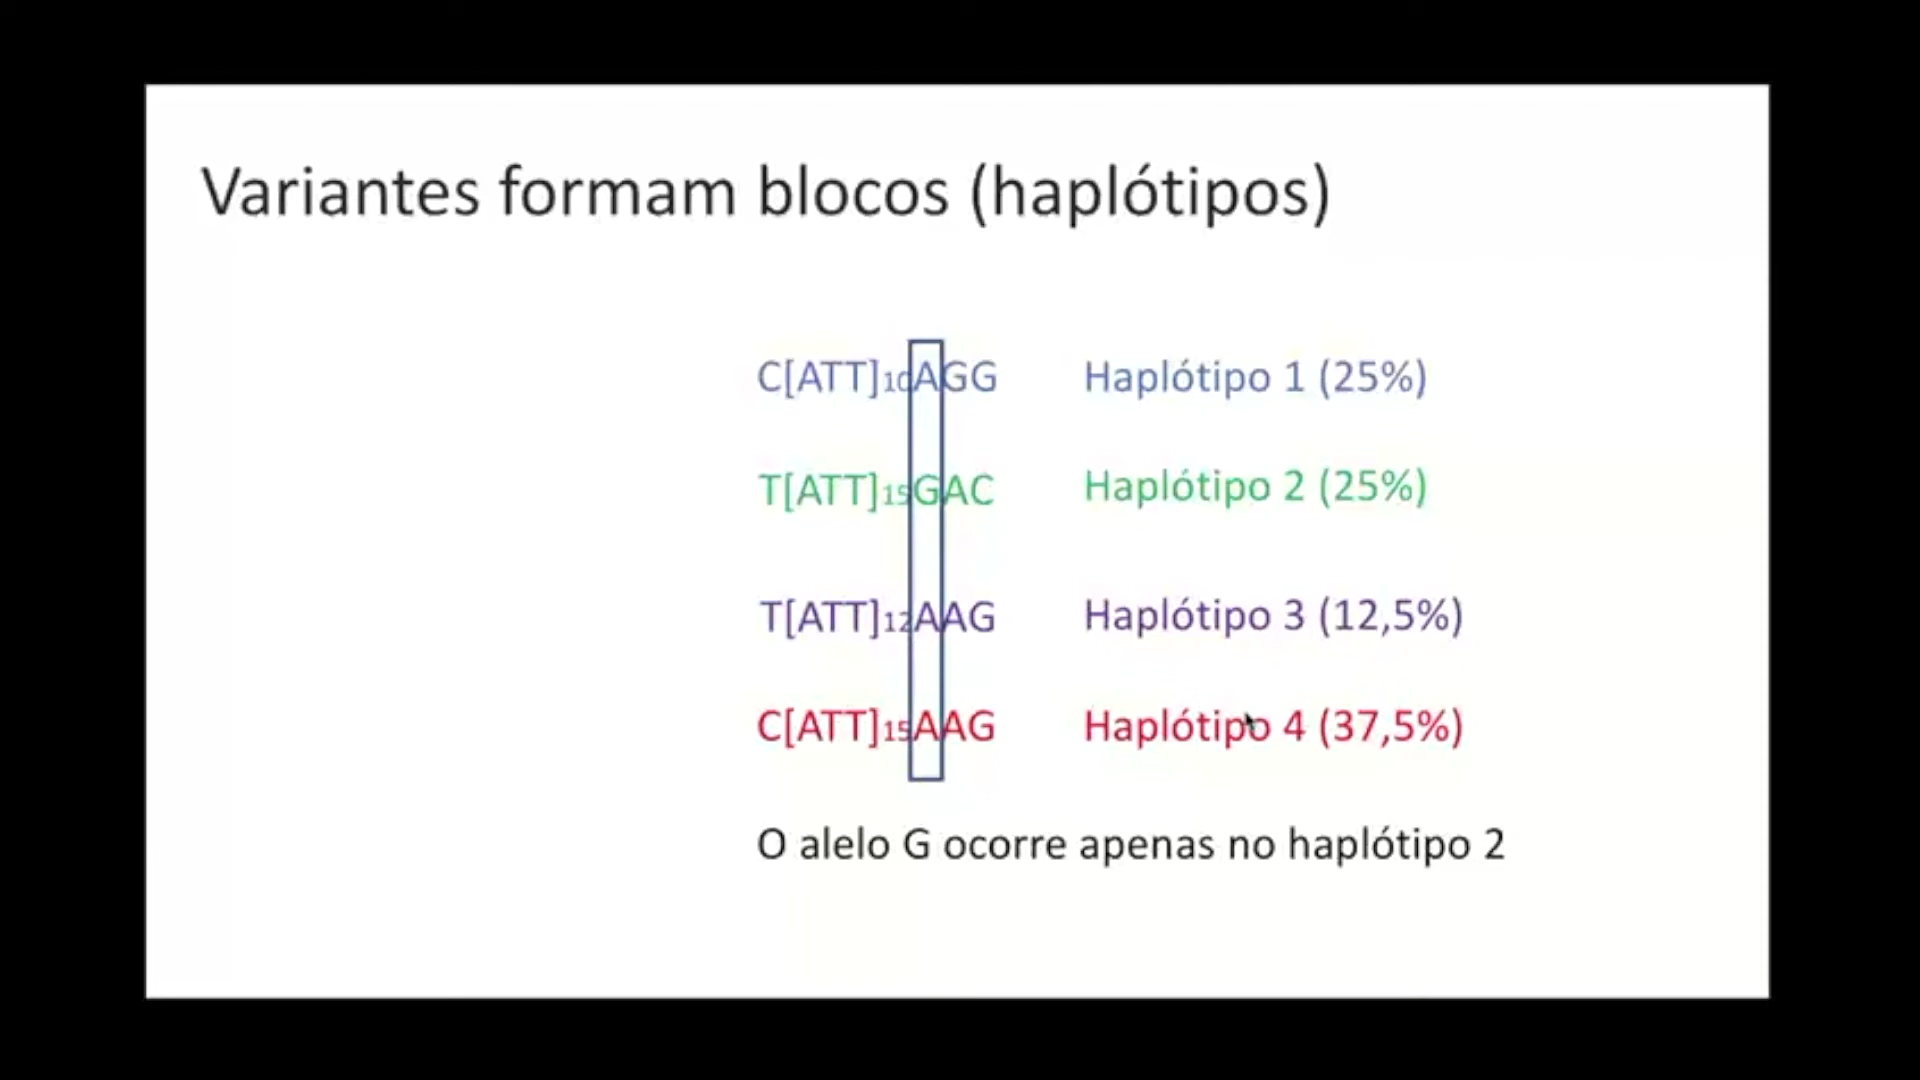 Variantes formam blocos (haplótipos)
C[ATT]10AGG Haplótipo 1 (25%)
T[ATT]15GAC Haplótipo 2 (25%)
T[ATT]12AAG Haplótipo 3 (12,5%)
C[ATT]15AAG Haplótipo 4 (37,5%)
O alelo G ocorre apenas no haplótipo 2